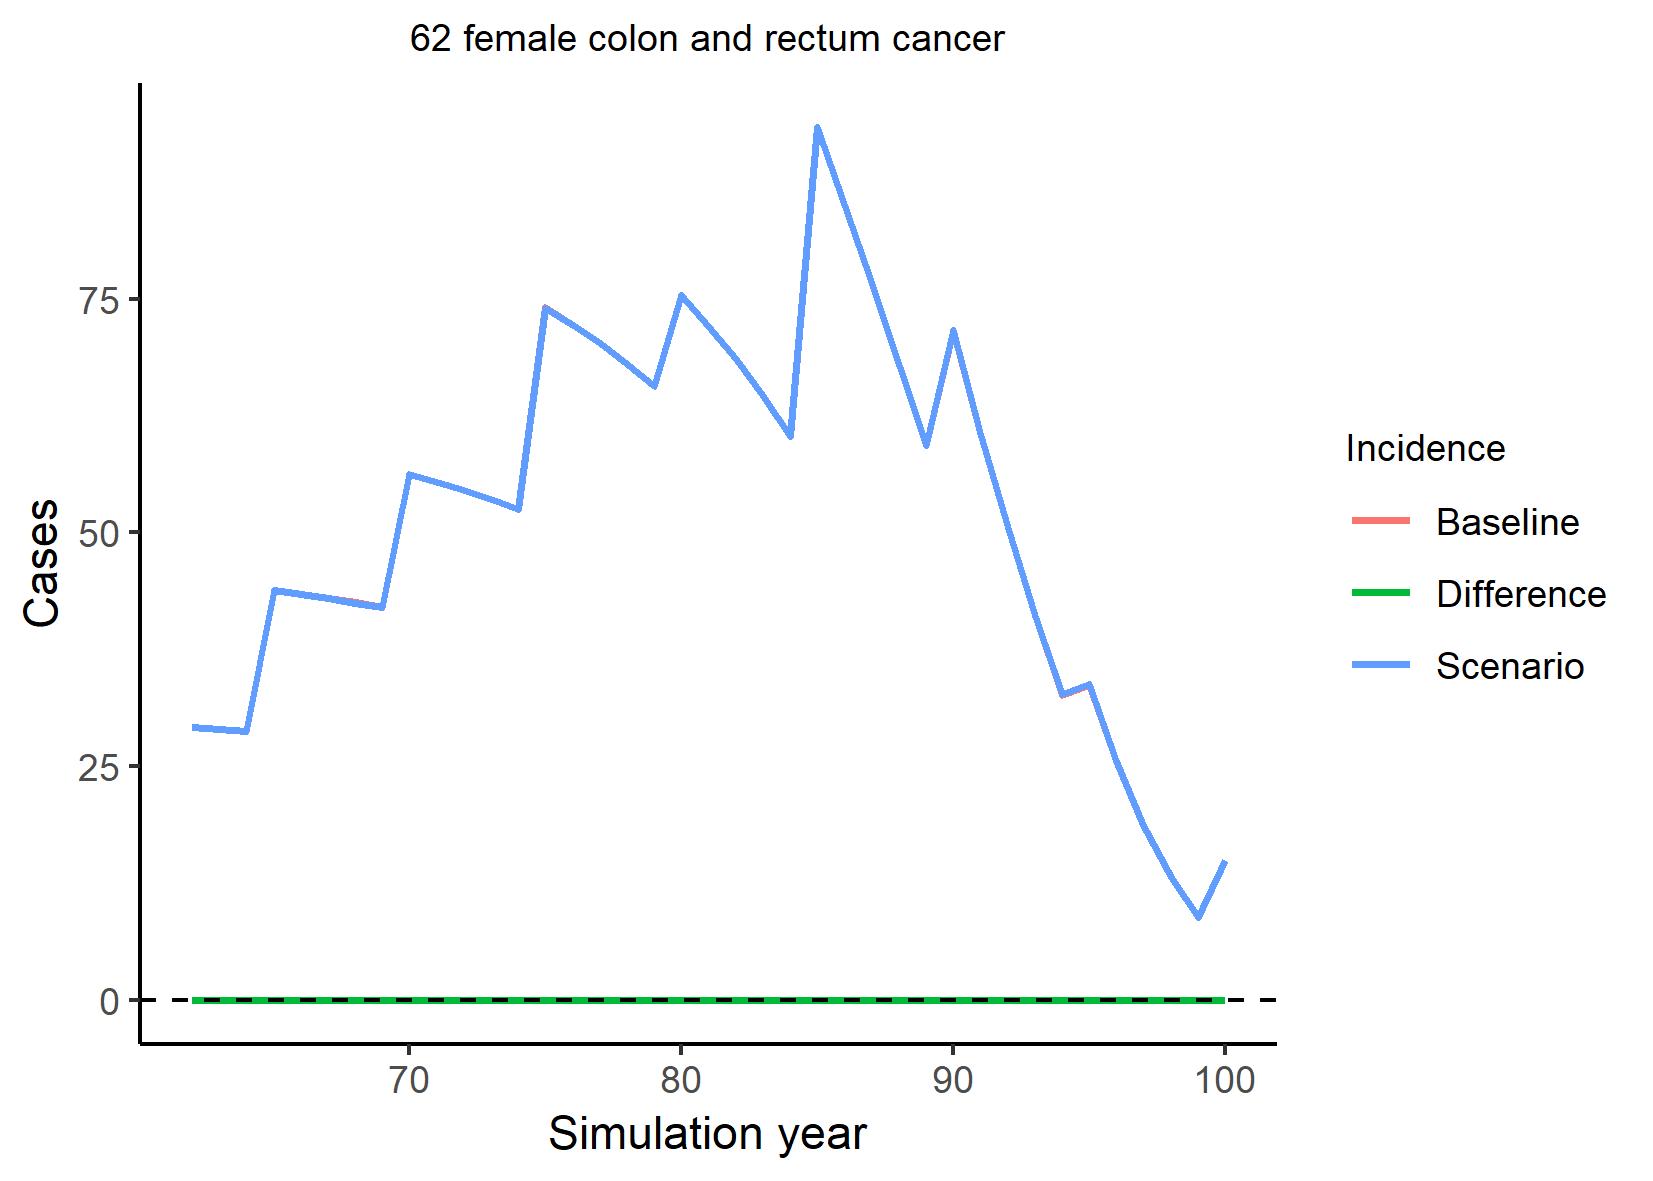 62 female colon and rectum cancer
Cases
75
50
25
0
70 80 90 100
Simulation year
Incidence
Baseline
Difference
Scenario